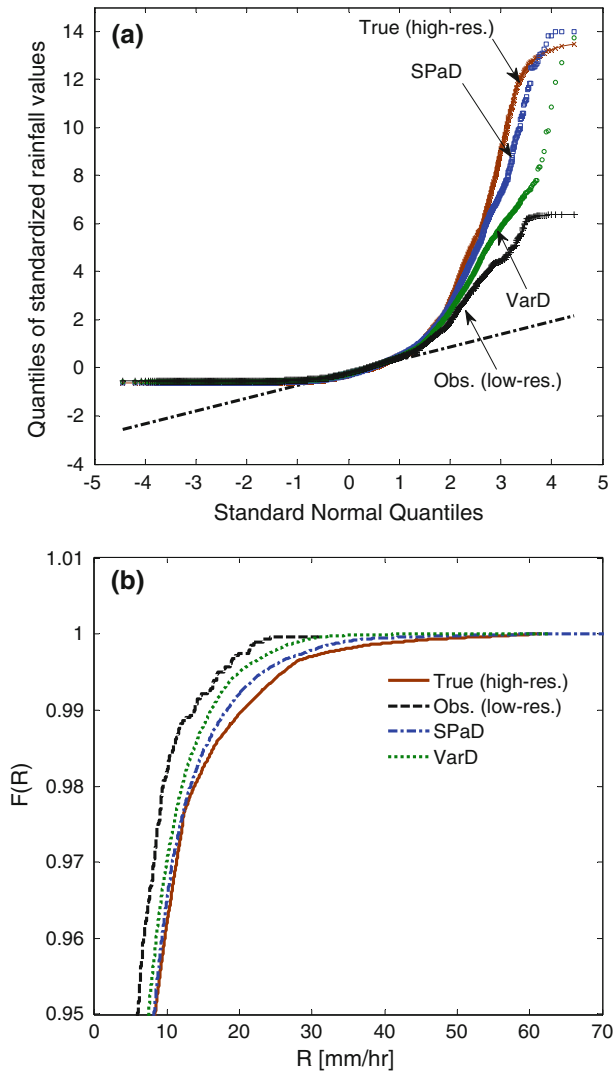 (a)
True (high-res.)
SPaD
VarD
Obs. (low-res.)
14
12
10
8
6
4
2
0
-2
-4
Quantiles of standardized rainfall values
-5 -4 -3 -2 -1 0 1 2 3 4 5
Standard Normal Quantiles
(b)
1.01
1
0.99
0.98
0.97
0.96
0.95
F(R)
True (high-res.)
Obs. (low-res.)
SPaD
VarD
0 10 20 30 40 50 60 70
R [mm/hr]